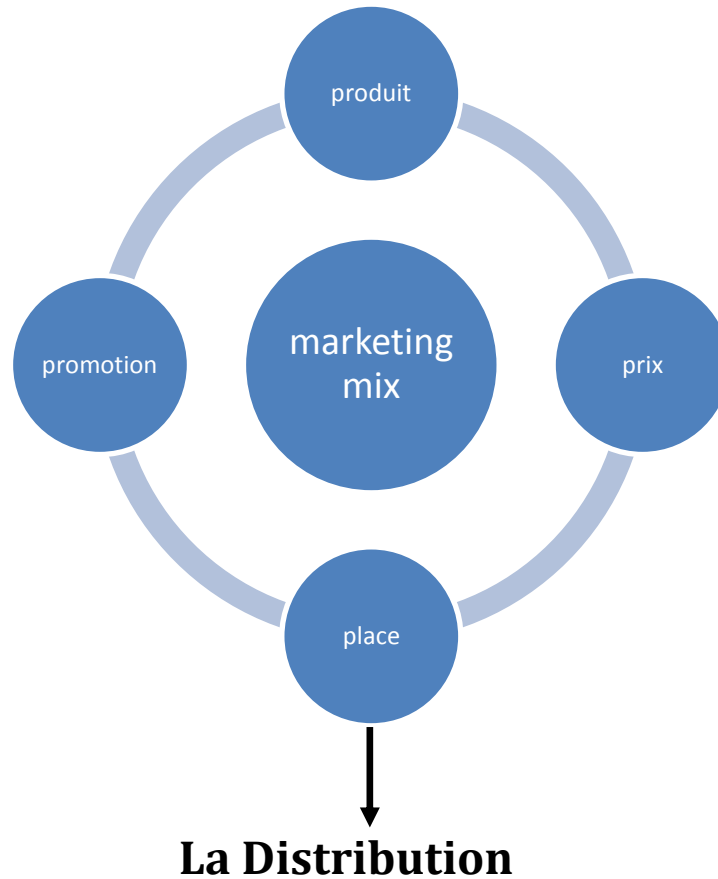 produit
promotion
marketing
mix
prix
place
La Distribution